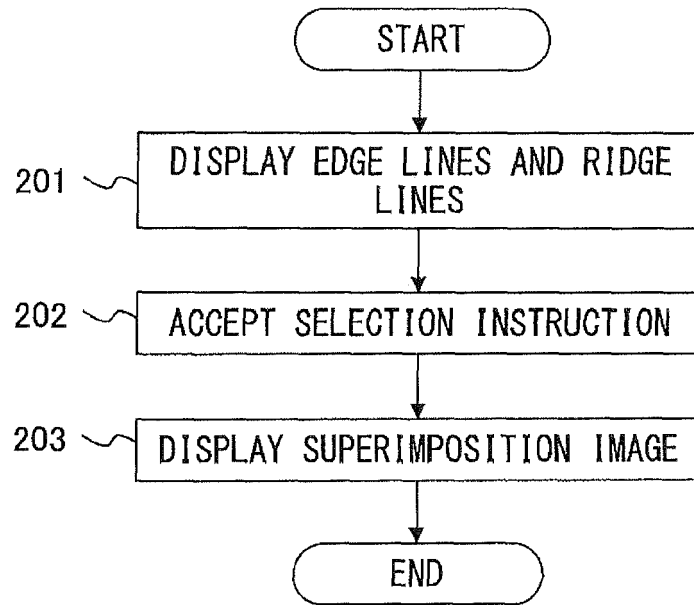 START
201
DISPLAY EDGE LINES AND RIDGE
LINES
202
ACCEPT SELECTION INSTRUCTION
203
DISPLAY SUPERIMPOSITION IMAGE
END